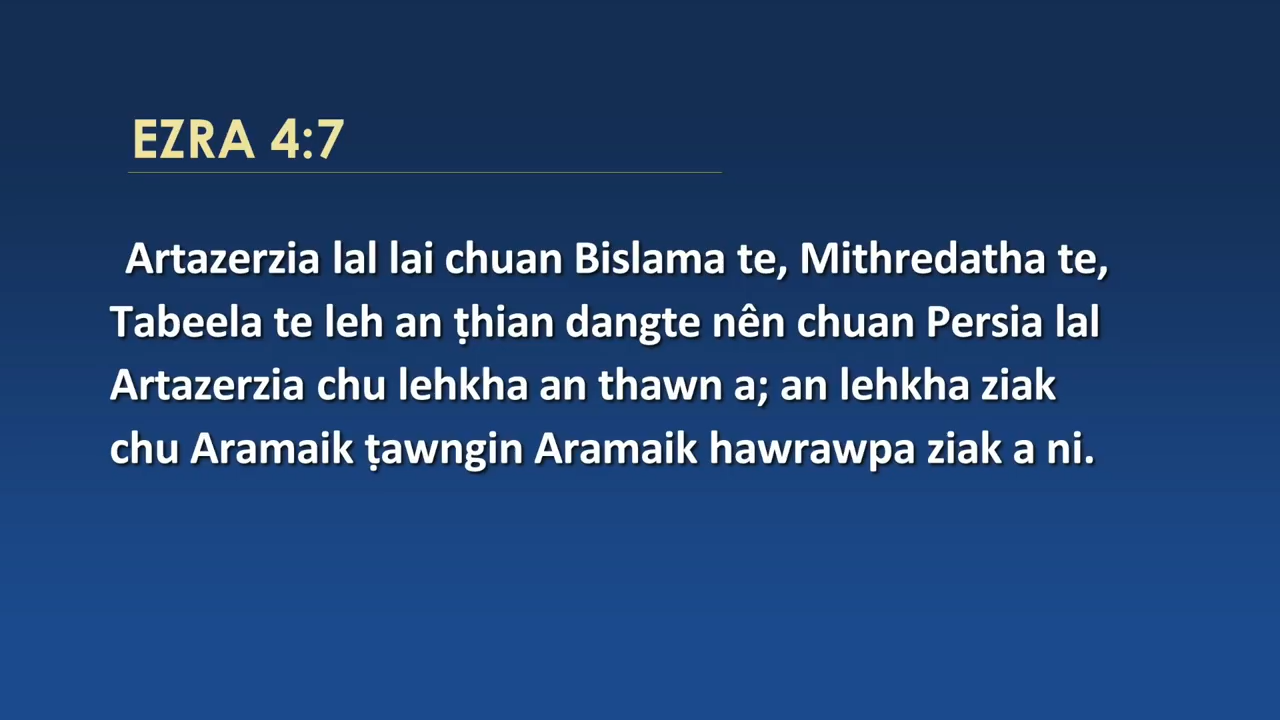 EZRA 4:7
Artazerzia lal lai chuan Bislama te, Mithredatha te,
Tabeela te leh an ṭhian dangte nên chuan Persia lal
Artazerzia chu lehkha an thawn a; an lehkha ziak
chu Aramaik ṭawngin Aramaik hawrawpa ziak a ni.